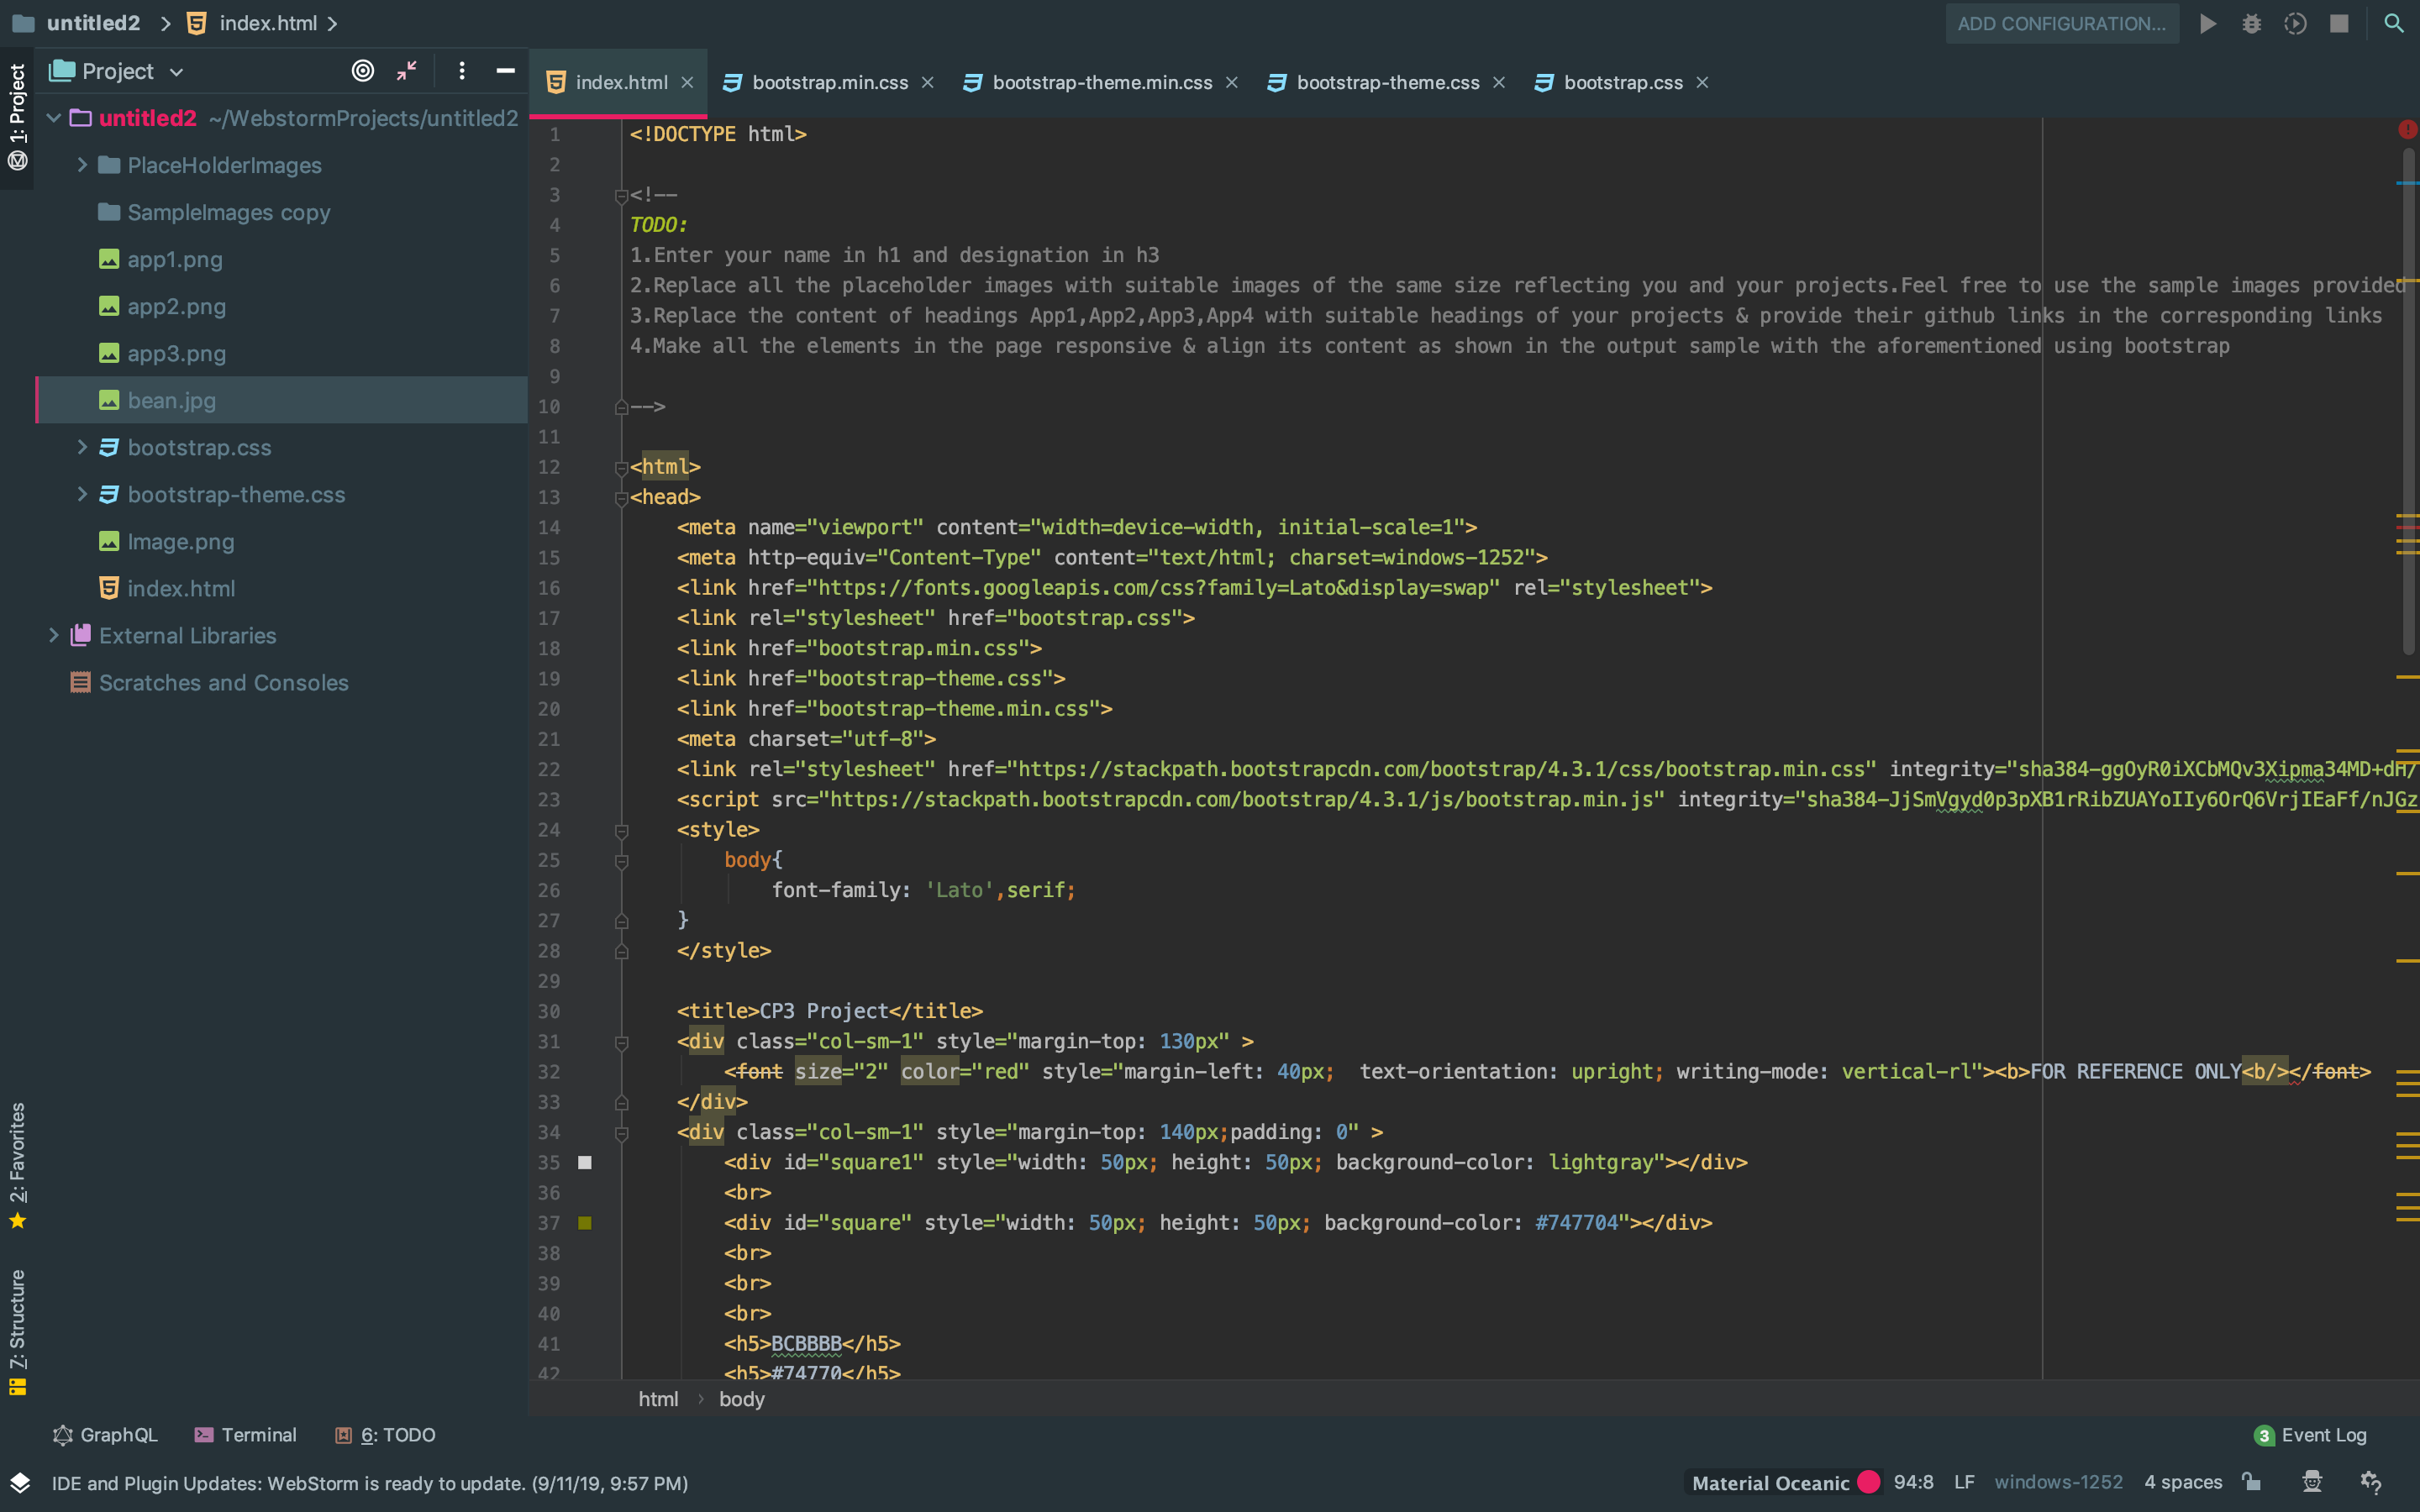 untitled2 index.html
ADD CONFIGURATION...
1: Project
Project
untitled2 ~/WebstormProjects/untitled2
PlaceHolderImages
SampleImages copy
app1.png
app2.png
app3.png
bean.jpg
bootstrap.css
bootstrap-theme.css
Image.png
index.html
External Libraries
Scratches and Consoles
2: Favorites
7: Structure
index.html bootstrap.min.css bootstrap-theme.min.css bootstrap-theme.css bootstrap.css
1 <!DOCTYPE html>
2
3 <!--
4 TODO:
5 1.Enter your name in h1 and designation in h3
6 2.Replace all the placeholder images with suitable images of the same size reflecting you and your projects.Feel free to use the sample images provided
7 3.Replace the content of headings App1,App2,App3,App4 with suitable headings of your projects & provide their github links in the corresponding links
8 4.Make all the elements in the page responsive & align its content as shown in the output sample with the aforementioned using bootstrap
9
10 -->
11
12 <html>
13 <head>
14 <meta name="viewport" content="width=device-width, initial-scale=1">
15 <meta http-equiv="Content-Type" content="text/html; charset=windows-1252">
16 <link href="https://fonts.googleapis.com/css?family=Lato&display=swap" rel="stylesheet">
17 <link rel="stylesheet" href="bootstrap.css">
18 <link href="bootstrap.min.css">
19 <link href="bootstrap-theme.css">
20 <link href="bootstrap-theme.min.css">
21 <meta charset="utf-8">
22 <link rel="stylesheet" href="https://stackpath.bootstrapcdn.com/bootstrap/4.3.1/css/bootstrap.min.css" integrity="sha384-ggOyR0iXCbMQv3Xipma34MD+dH/
23 <script src="https://stackpath.bootstrapcdn.com/bootstrap/4.3.1/js/bootstrap.min.js" integrity="sha384-JjSmVgyd0p3pXB1rRibZUAYoIIy6OrQ6VrjIEaFf/nJGz
24 <style>
25 body{
26 font-family: 'Lato',serif;
27 }
28 </style>
29
30 <title>CP3 Project</title>
31 <div class="col-sm-1" style="margin-top: 130px" >
32 <font size="2" color="red" style="margin-left: 40px;  text-orientation: upright; writing-mode: vertical-rl"><b>FOR REFERENCE ONLY<b/></font>
33 </div>
34 <div class="col-sm-1" style="margin-top: 140px;padding: 0" >
35 <div id="square1" style="width: 50px; height: 50px; background-color: lightgray"></div>
36 <br>
37 <div id="square" style="width: 50px; height: 50px; background-color: #747704"></div>
38 <br>
39 <br>
40 <br>
41 <h5>BCBBBB</h5>
42 <h5>#74770</h5>
html body
GraphQL Terminal 6: TODO 3 Event Log
IDE and Plugin Updates: WebStorm is ready to update. (9/11/19, 9:57 PM) Material Oceanic 94:8 LF windows-1252 4 spaces